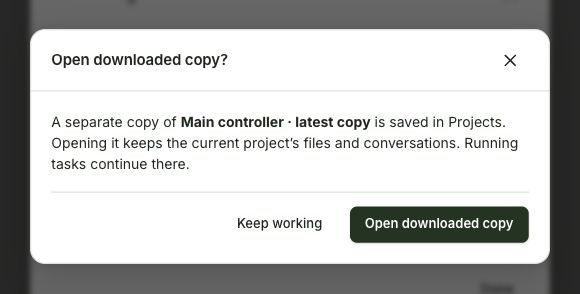 Open downloaded copy?
A separate copy of Main controller · latest copy is saved in Projects.
Opening it keeps the current project’s files and conversations. Running
tasks continue there.
Keep working
Open downloaded copy